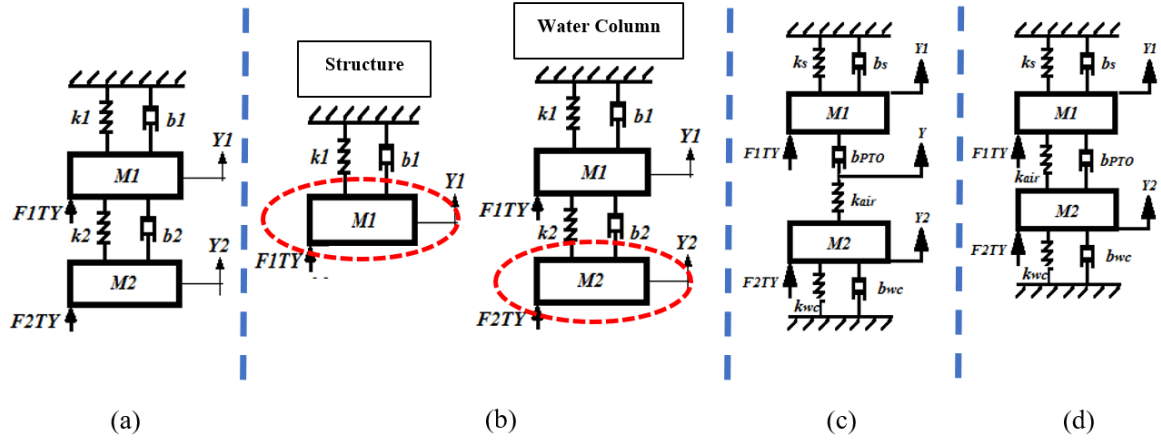 Structure
Water Column
k1
b1
Y1
M1
F1TY
k2
b2
Y2
M2
F2TY
k1
b1
Y1
M1
F1TY
k1
b1
Y1
M1
F1TY
k2
b2
Y2
M2
F2TY
ks
bs
Y1
M1
F1TY
bPTO
Y
kair
Y2
M2
F2TY
kwc
bwc
ks
bs
Y1
M1
F1TY
kair
bPTO
Y2
M2
F2TY
kwc
bwc
(a)
(b)
(c)
(d)